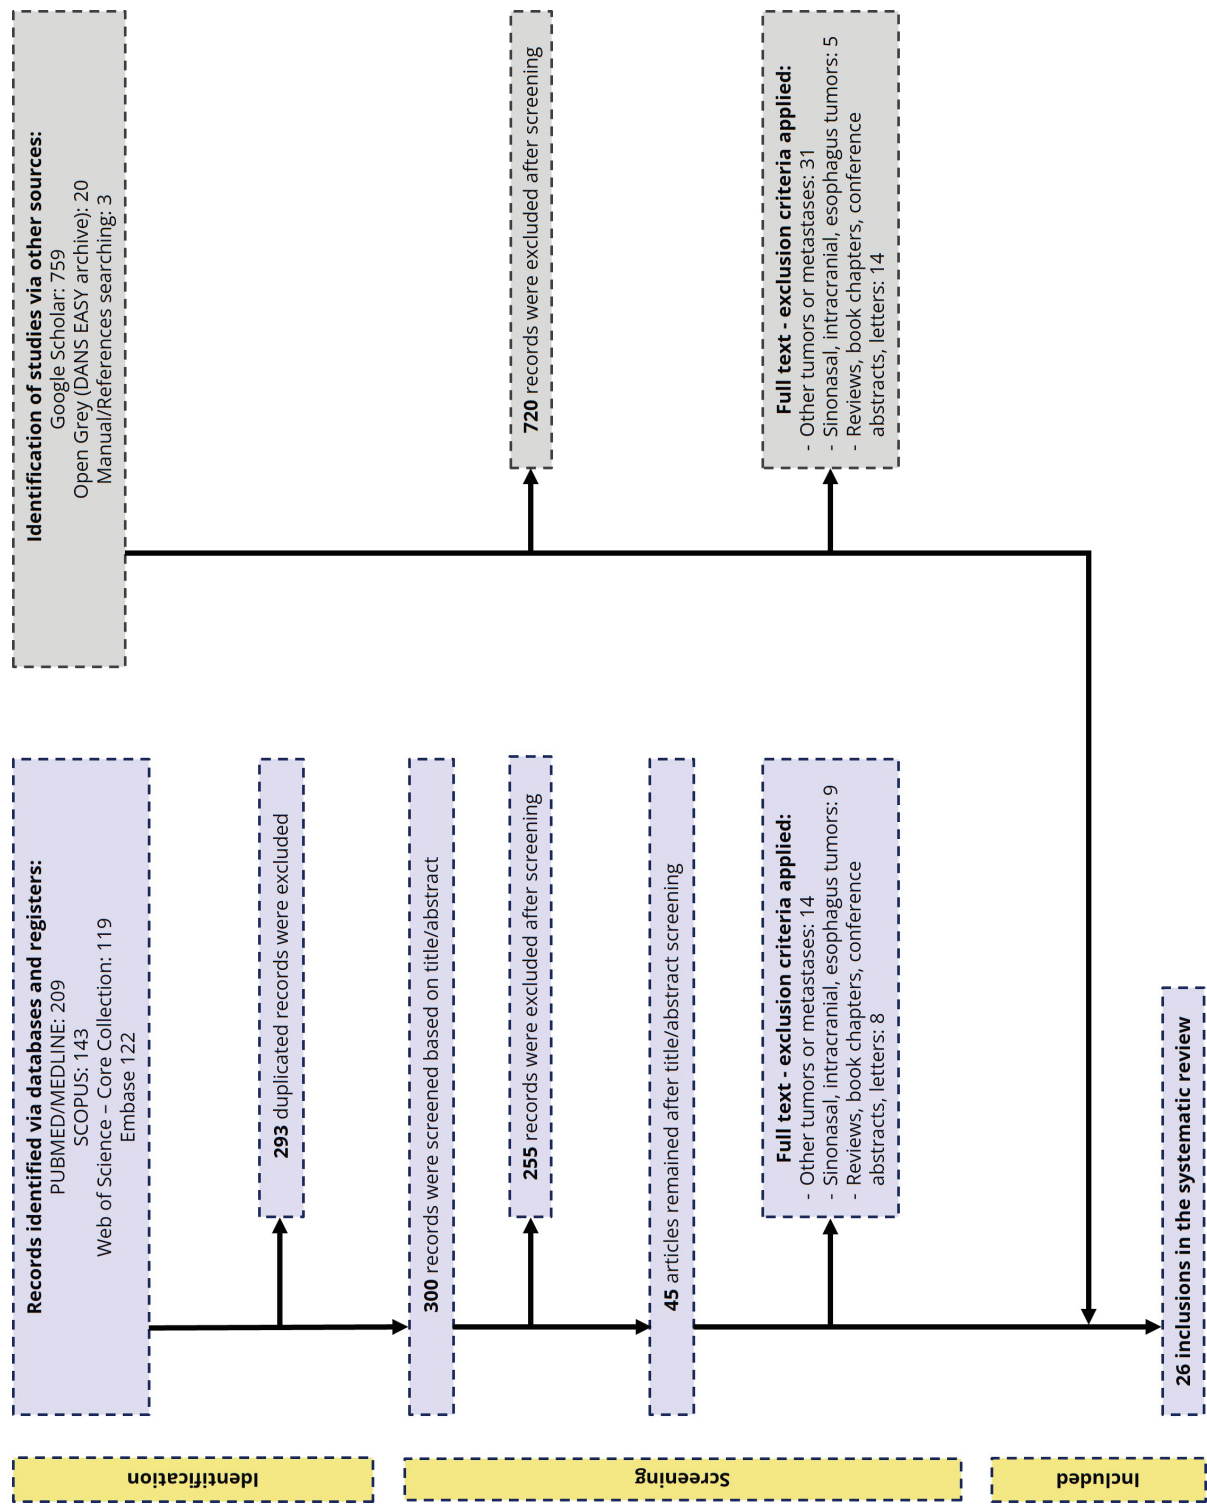 Identification
Records identified via databases and registers:
PUBMED/MEDLINE: 209
SCOPUS: 143
Web of Science – Core Collection: 119
Embase 122
Identification of studies via other sources:
Google Scholar: 759
Open Grey (DANS EASY archive): 20
Manual/References searching: 3
293 duplicated records were excluded
Screening
300 records were screened based on title/abstract
255 records were excluded after screening
720 records were excluded after screening
45 articles remained after title/abstract screening
Full text - exclusion criteria applied:
- Other tumors or metastases: 14
- Sinonasal, intracranial, esophagus tumors: 9
- Reviews, book chapters, conference
abstracts, letters: 8
Full text - exclusion criteria applied:
- Other tumors or metastases: 31
- Sinonasal, intracranial, esophagus tumors: 5
- Reviews, book chapters, conference
abstracts, letters: 14
Included
26 inclusions in the systematic review